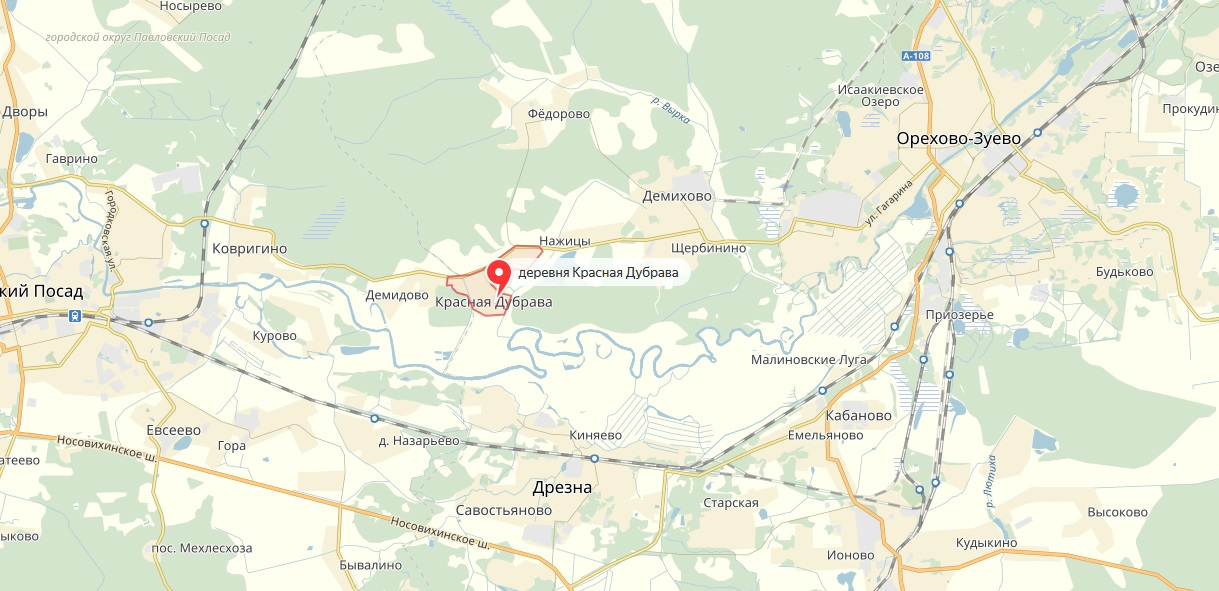 Носырево
городской округ Павловский Посад
А-108
Озе
Дворы
Фёдорово
р. Вырка
Исаакиевское
Озеро
Прокудин
Орехово-Зуево
Гаврино
Городковская ул.
Демихово
ул. Гагарина
Ковригино
Нажицы
Щербинино
деревня Красная Дубрава
Будьково
кий Посад
Демидово
Красная Дубрава
Приозерье
Курово
Малиновские Луга
Евсеево
Гора
д. Назарьево
Киняево
Кабаново
Емельяново
Носовихинское ш.
атеево
Дрезна
Савостьяново
Старская
р. Лютиха
Высоково
Носовихинское ш.
ыково
пос. Мехлесхоза
Бывалино
Ионово
Кудыкино